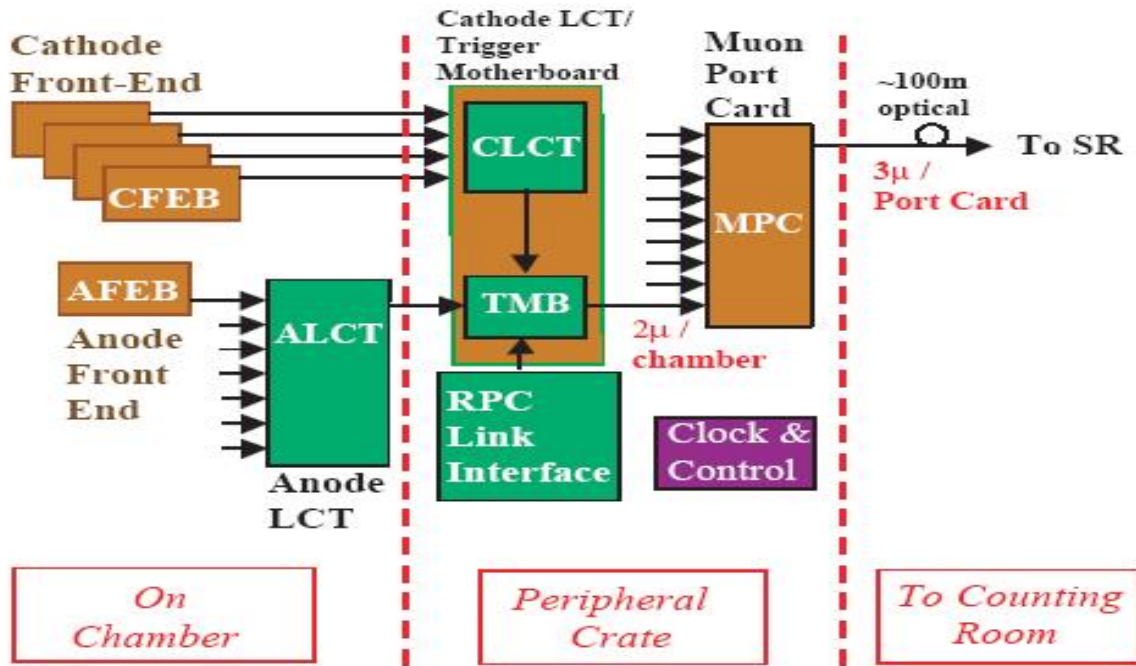 Cathode
Front-End
CFEB
AFEB
Anode
Front
End
ALCT
Anode
LCT
Cathode LCT/
Trigger
Motherboard
CLCT
TMB
RPC
Link
Interface
2μ /
chamber
Clock &
Control
Muon
Port
Card
MPC
~100m
optical
To SR
3μ /
Port Card
On
Chamber
Peripheral
Crate
To Counting
Room